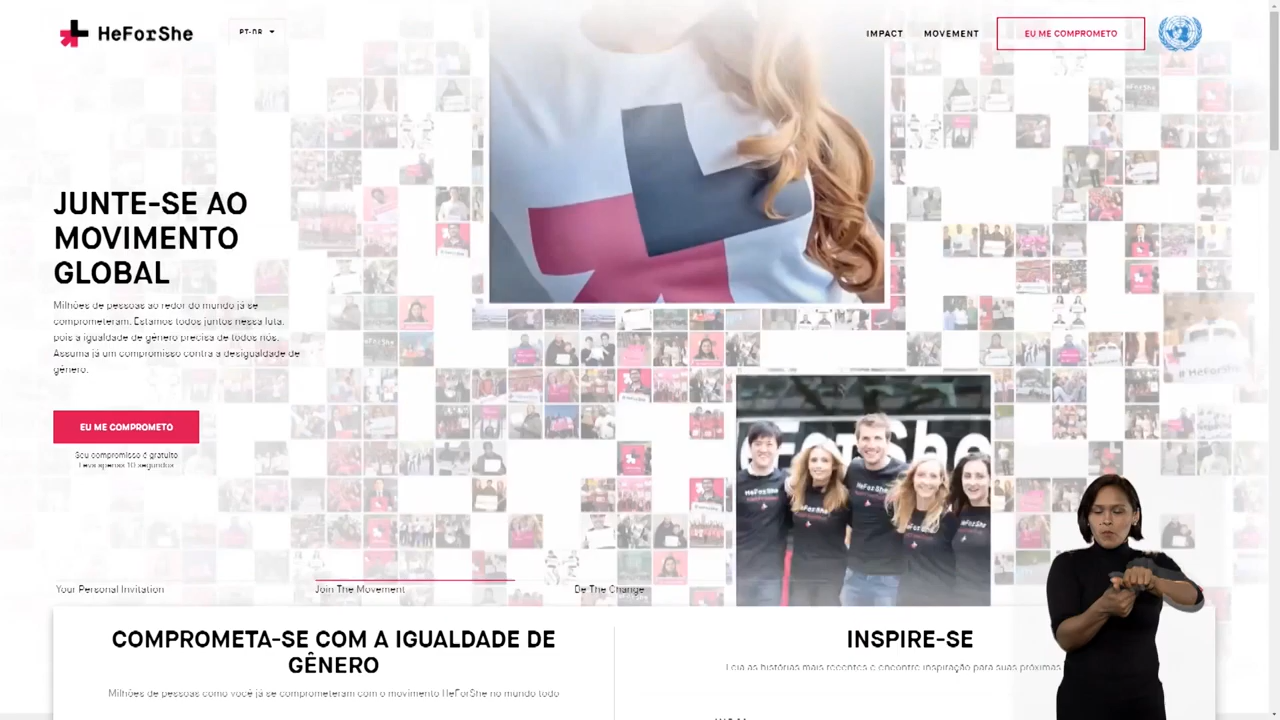 HeForShe
PT-BR
IMPACT
MOVEMENT
EU ME COMPROMETO
JUNTE-SE AO
MOVIMENTO
GLOBAL
Milhões de pessoas ao redor do mundo já se
comprometeram. Estamos todos juntos nessa luta,
pois a igualdade de gênero precisa de todos nós.
Assuma já um compromisso contra a desigualdade de
gênero.
EU ME COMPROMETO
Seu compromisso é gratuito
Leva apenas 10 segundos
Your Personal Invitation
Join The Movement
Be The Change
COMPROMETA-SE COM A IGUALDADE DE
GÊNERO
Milhões de pessoas como você já se comprometeram com o movimento HeForShe no mundo todo
INSPIRE-SE
Leia as histórias mais recentes e encontre inspiração para suas próximas